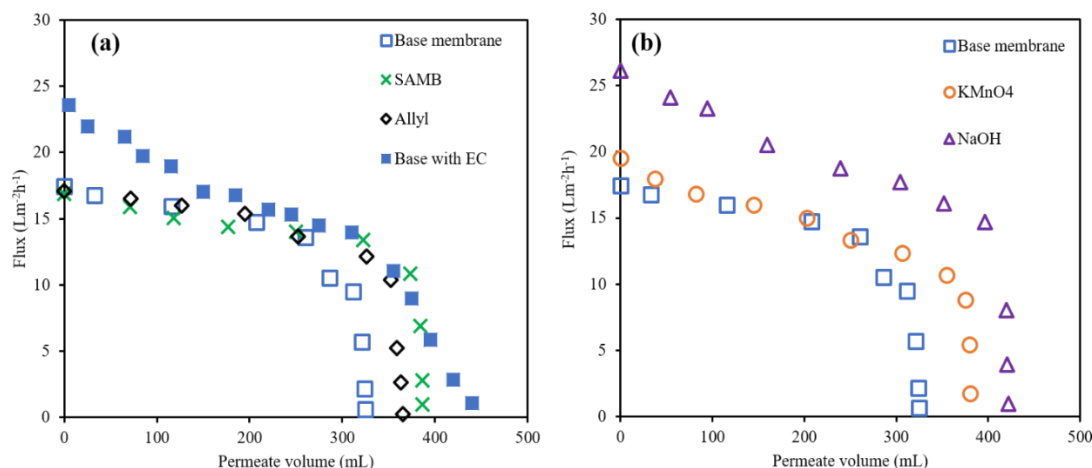 (a)
Base membrane
SAMB
Allyl
Base with EC
30
25
20
15
10
5
0
0 100 200 300 400 500
Flux (Lm⁻²h⁻¹)
Permeate volume (mL)
(b)
Base membrane
KMnO4
NaOH
30
25
20
15
10
5
0
0 100 200 300 400 500
Flux (Lm⁻²h⁻¹)
Permeate volume (mL)